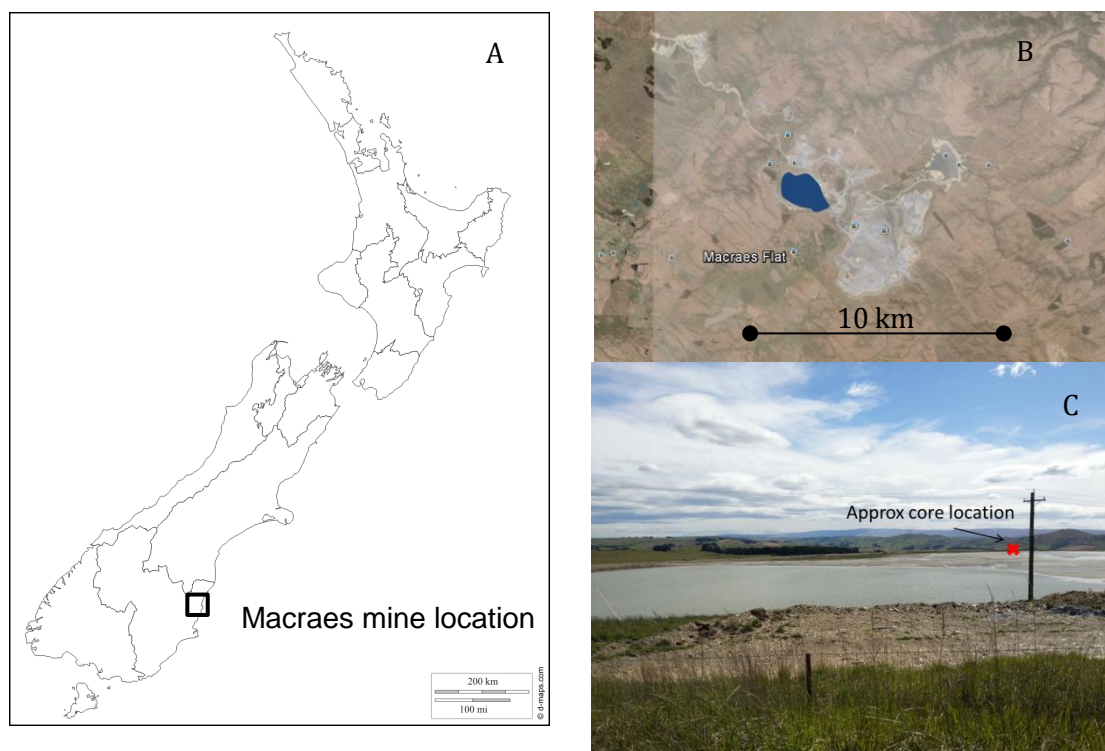 A
Macraes mine location
200 km
100 mi
© d-maps.com
B
Macraes Flat
10 km
C
Approx core location